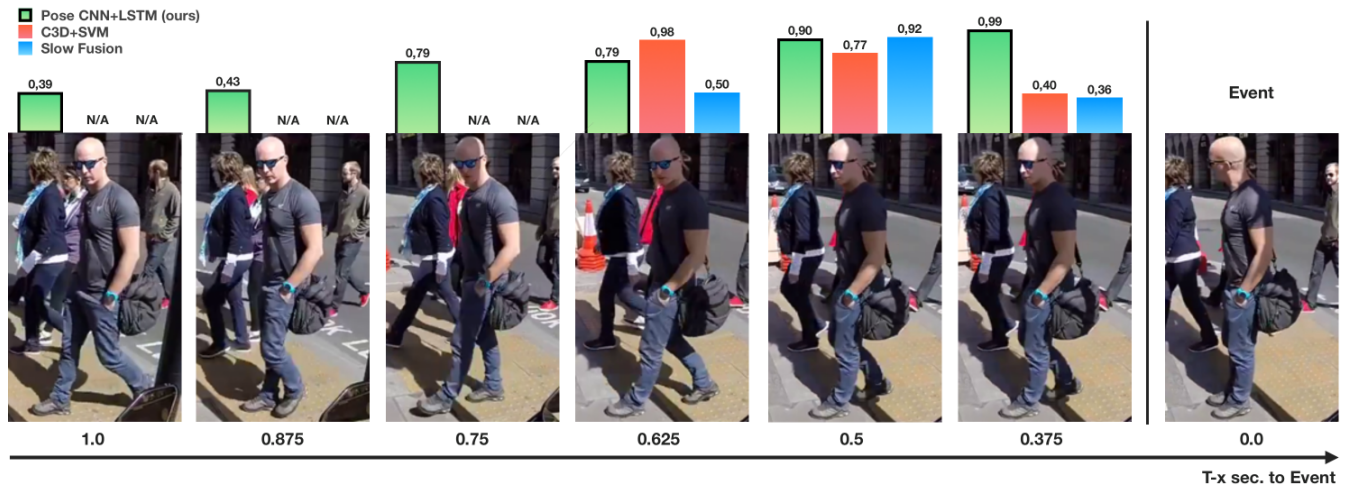 Pose CNN+LSTM (ours)
C3D+SVM
Slow Fusion
0,39 N/A N/A
0,43 N/A N/A
0,79 N/A N/A
0,79 0,98 0,50
0,90 0,77 0,92
0,99 0,40 0,36
Event
1.0 0.875 0.75 0.625 0.5 0.375 0.0
T-x sec. to Event